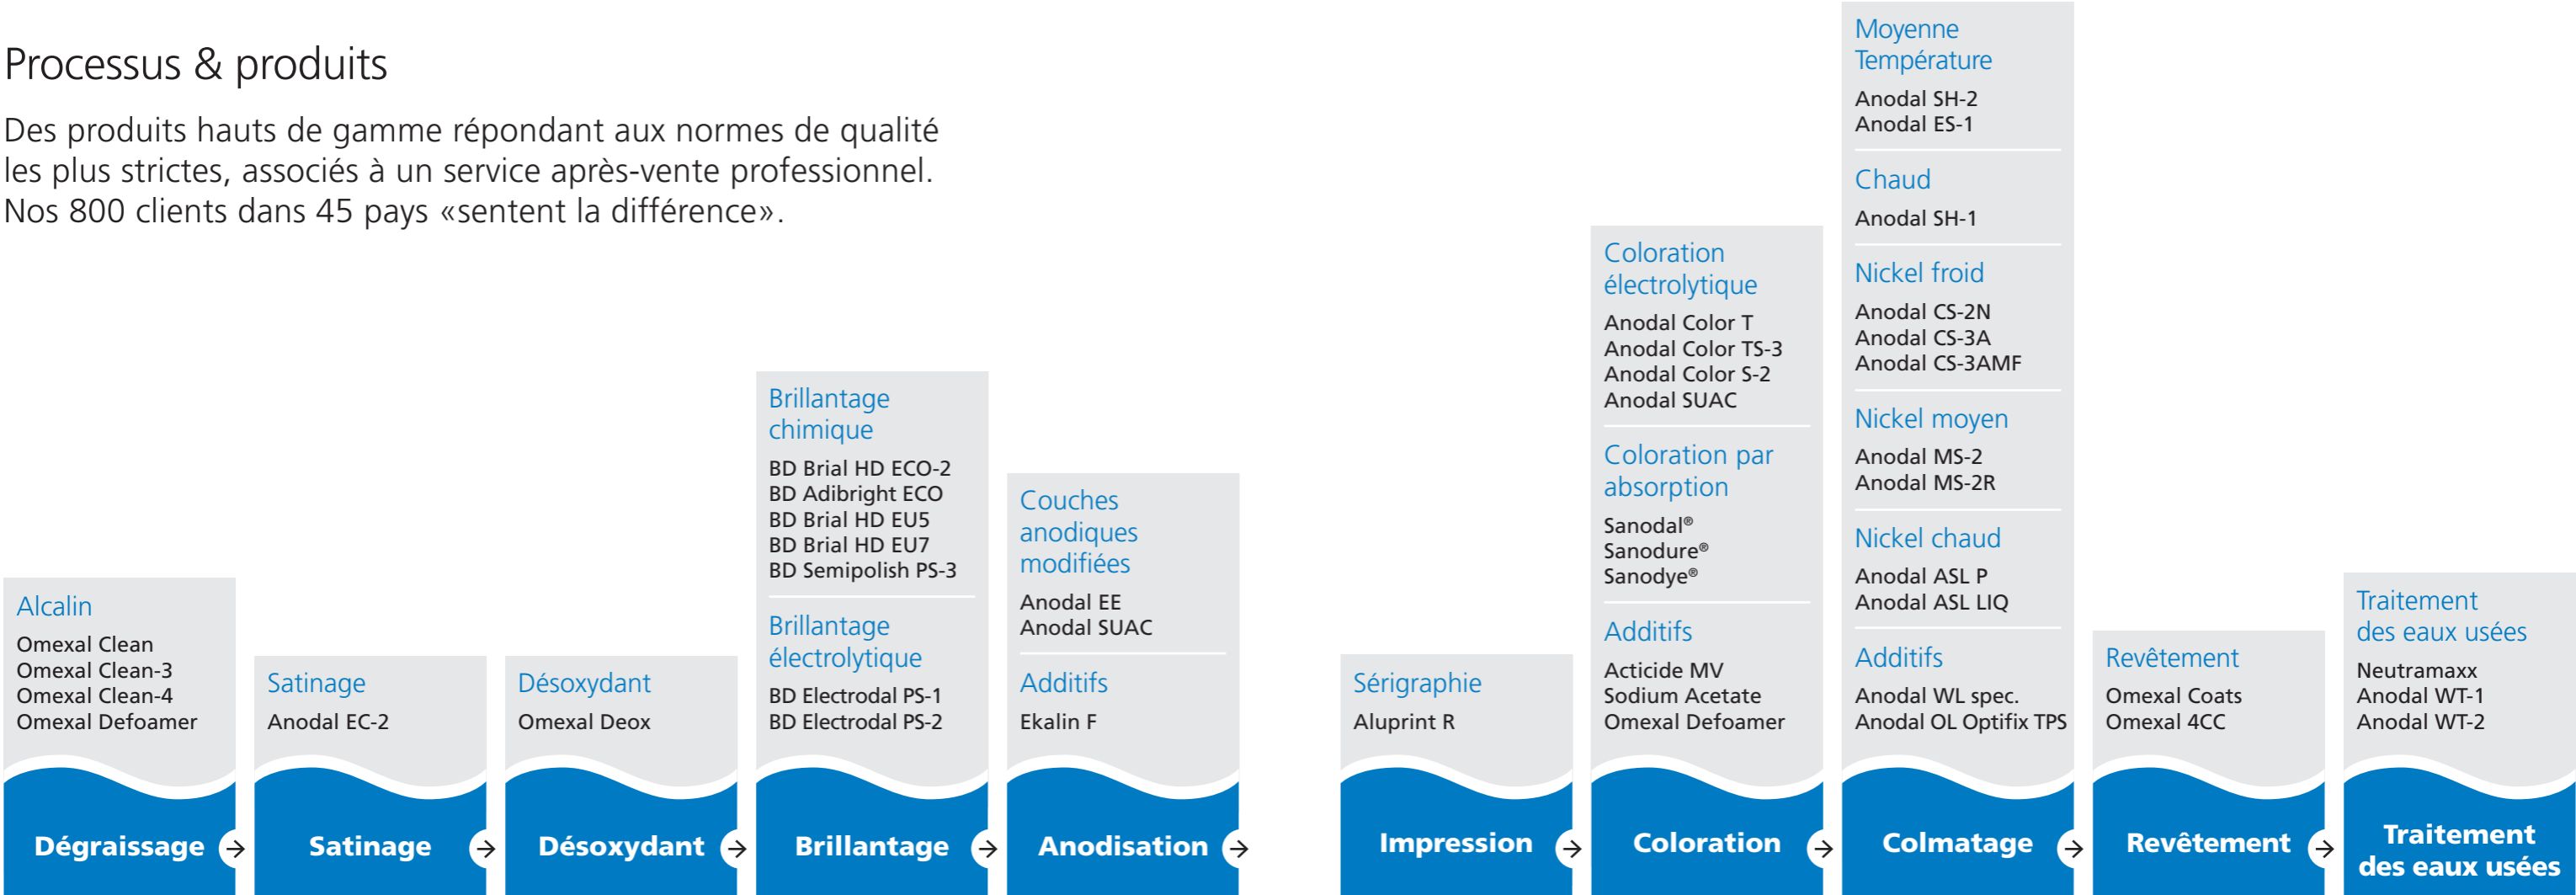 Processus & produits
Des produits hauts de gamme répondant aux normes de qualité
les plus strictes, associés à un service après-vente professionnel.
Nos 800 clients dans 45 pays «sentent la différence».
Alcalin
Omexal Clean
Omexal Clean-3
Omexal Clean-4
Omexal Defoamer
Dégraissage
Satinage
Anodal EC-2
Satinage
Désoxydant
Omexal Deox
Désoxydant
Brillantage
chimique
BD Brial HD ECO-2
BD Adibright ECO
BD Brial HD EU5
BD Brial HD EU7
BD Semipolish PS-3
Brillantage
électrolytique
BD Electrodal PS-1
BD Electrodal PS-2
Brillantage
Couches
anodiques
modifiées
Anodal EE
Anodal SUAC
Additifs
Ekalin F
Anodisation
Sérigraphie
Aluprint R
Impression
Coloration
électrolytique
Anodal Color T
Anodal Color TS-3
Anodal Color S-2
Anodal SUAC
Coloration par
absorption
Sanodal®
Sanodure®
Sanodye®
Additifs
Acticide MV
Sodium Acetate
Omexal Defoamer
Coloration
Moyenne
Température
Anodal SH-2
Anodal ES-1
Chaud
Anodal SH-1
Nickel froid
Anodal CS-2N
Anodal CS-3A
Anodal CS-3AMF
Nickel moyen
Anodal MS-2
Anodal MS-2R
Nickel chaud
Anodal ASL P
Anodal ASL LIQ
Additifs
Anodal WL spec.
Anodal OL Optifix TPS
Colmatage
Revêtement
Omexal Coats
Omexal 4CC
Revêtement
Traitement
des eaux usées
Neutramaxx
Anodal WT-1
Anodal WT-2
Traitement
des eaux usées